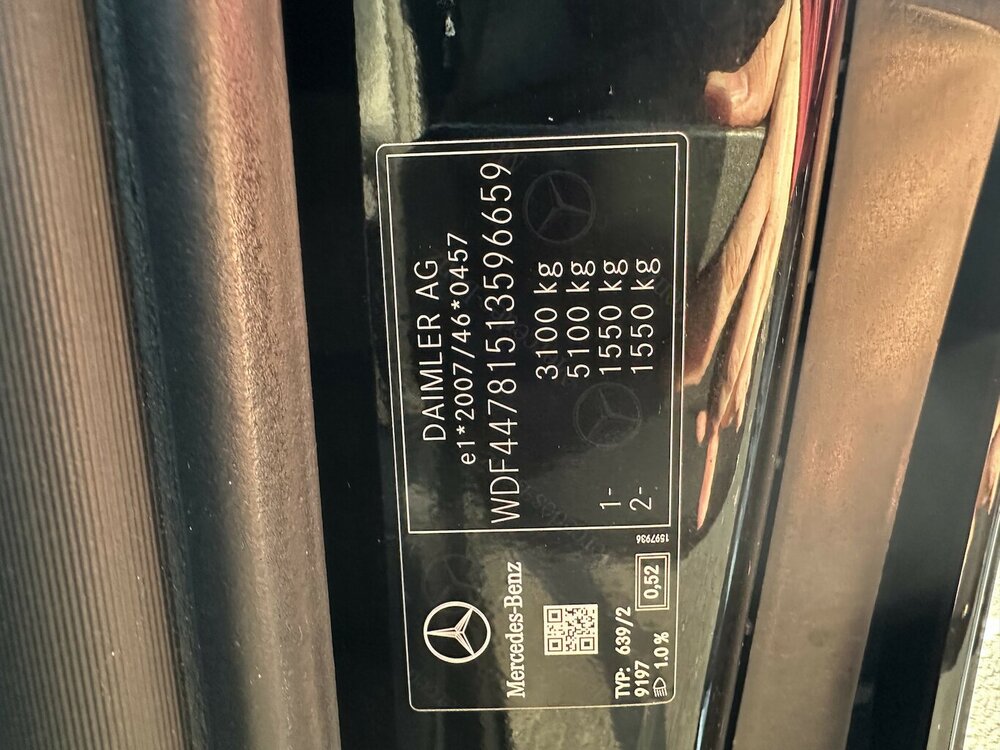 DAIMLER AG
e1*2007/46*0457
WDF44781513596659
3100 kg
5100 kg
1- 1550 kg
2- 1550 kg
Mercedes-Benz
TYP: 639/2
9197
1.0 %
0,52
1597936